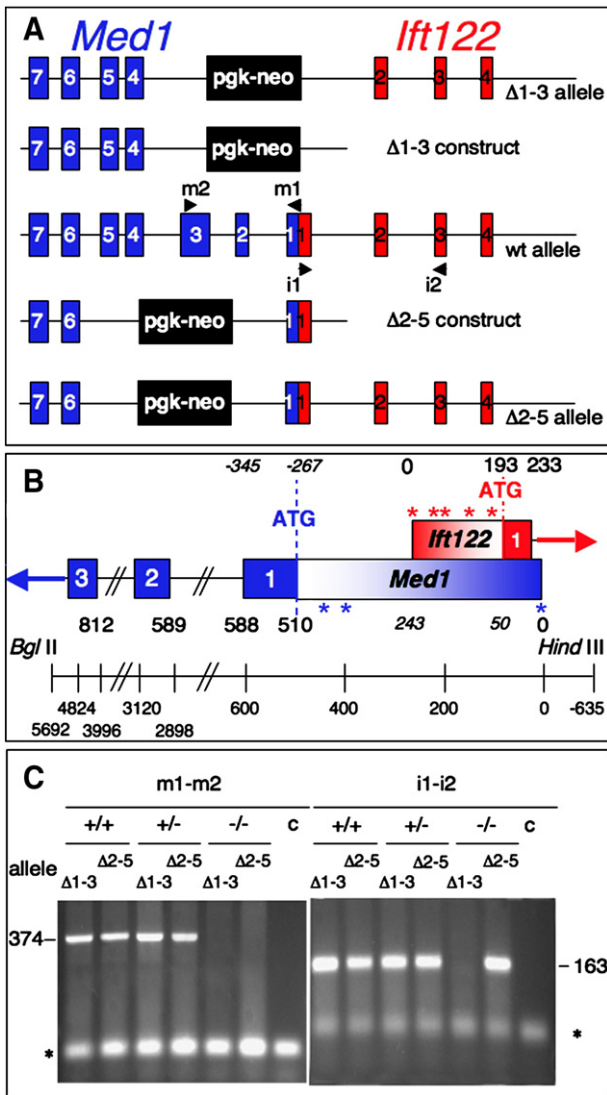 A Med1 Ift122
7 6 5 4 pgk-neo 2 3 4
Δ1-3 allele
7 6 5 4 pgk-neo Δ1-3 construct
m2 m1
7 6 5 4 3 2 1 1 2 3 4
wt allele
i1 i2
7 6 pgk-neo 1 1 Δ2-5 construct
7 6 pgk-neo 1 1 2 3 4
Δ2-5 allele
B -345 -267 0 193 233
ATG ATG
* * * * * Ift122 1
3 // 2 // 1 Med1
* * *
812 589 588 510 243 50 0
Bgl II Hind III
// //
4824 3120 600 400 200 0 -635
5692 3996 2898
C m1-m2 i1-i2
+/+ +/- -/- c +/+ +/- -/- c
allele Δ2-5 Δ2-5 Δ2-5 Δ2-5 Δ2-5 Δ2-5
Δ1-3 Δ1-3 Δ1-3 Δ1-3 Δ1-3 Δ1-3
374–
– 163
* *